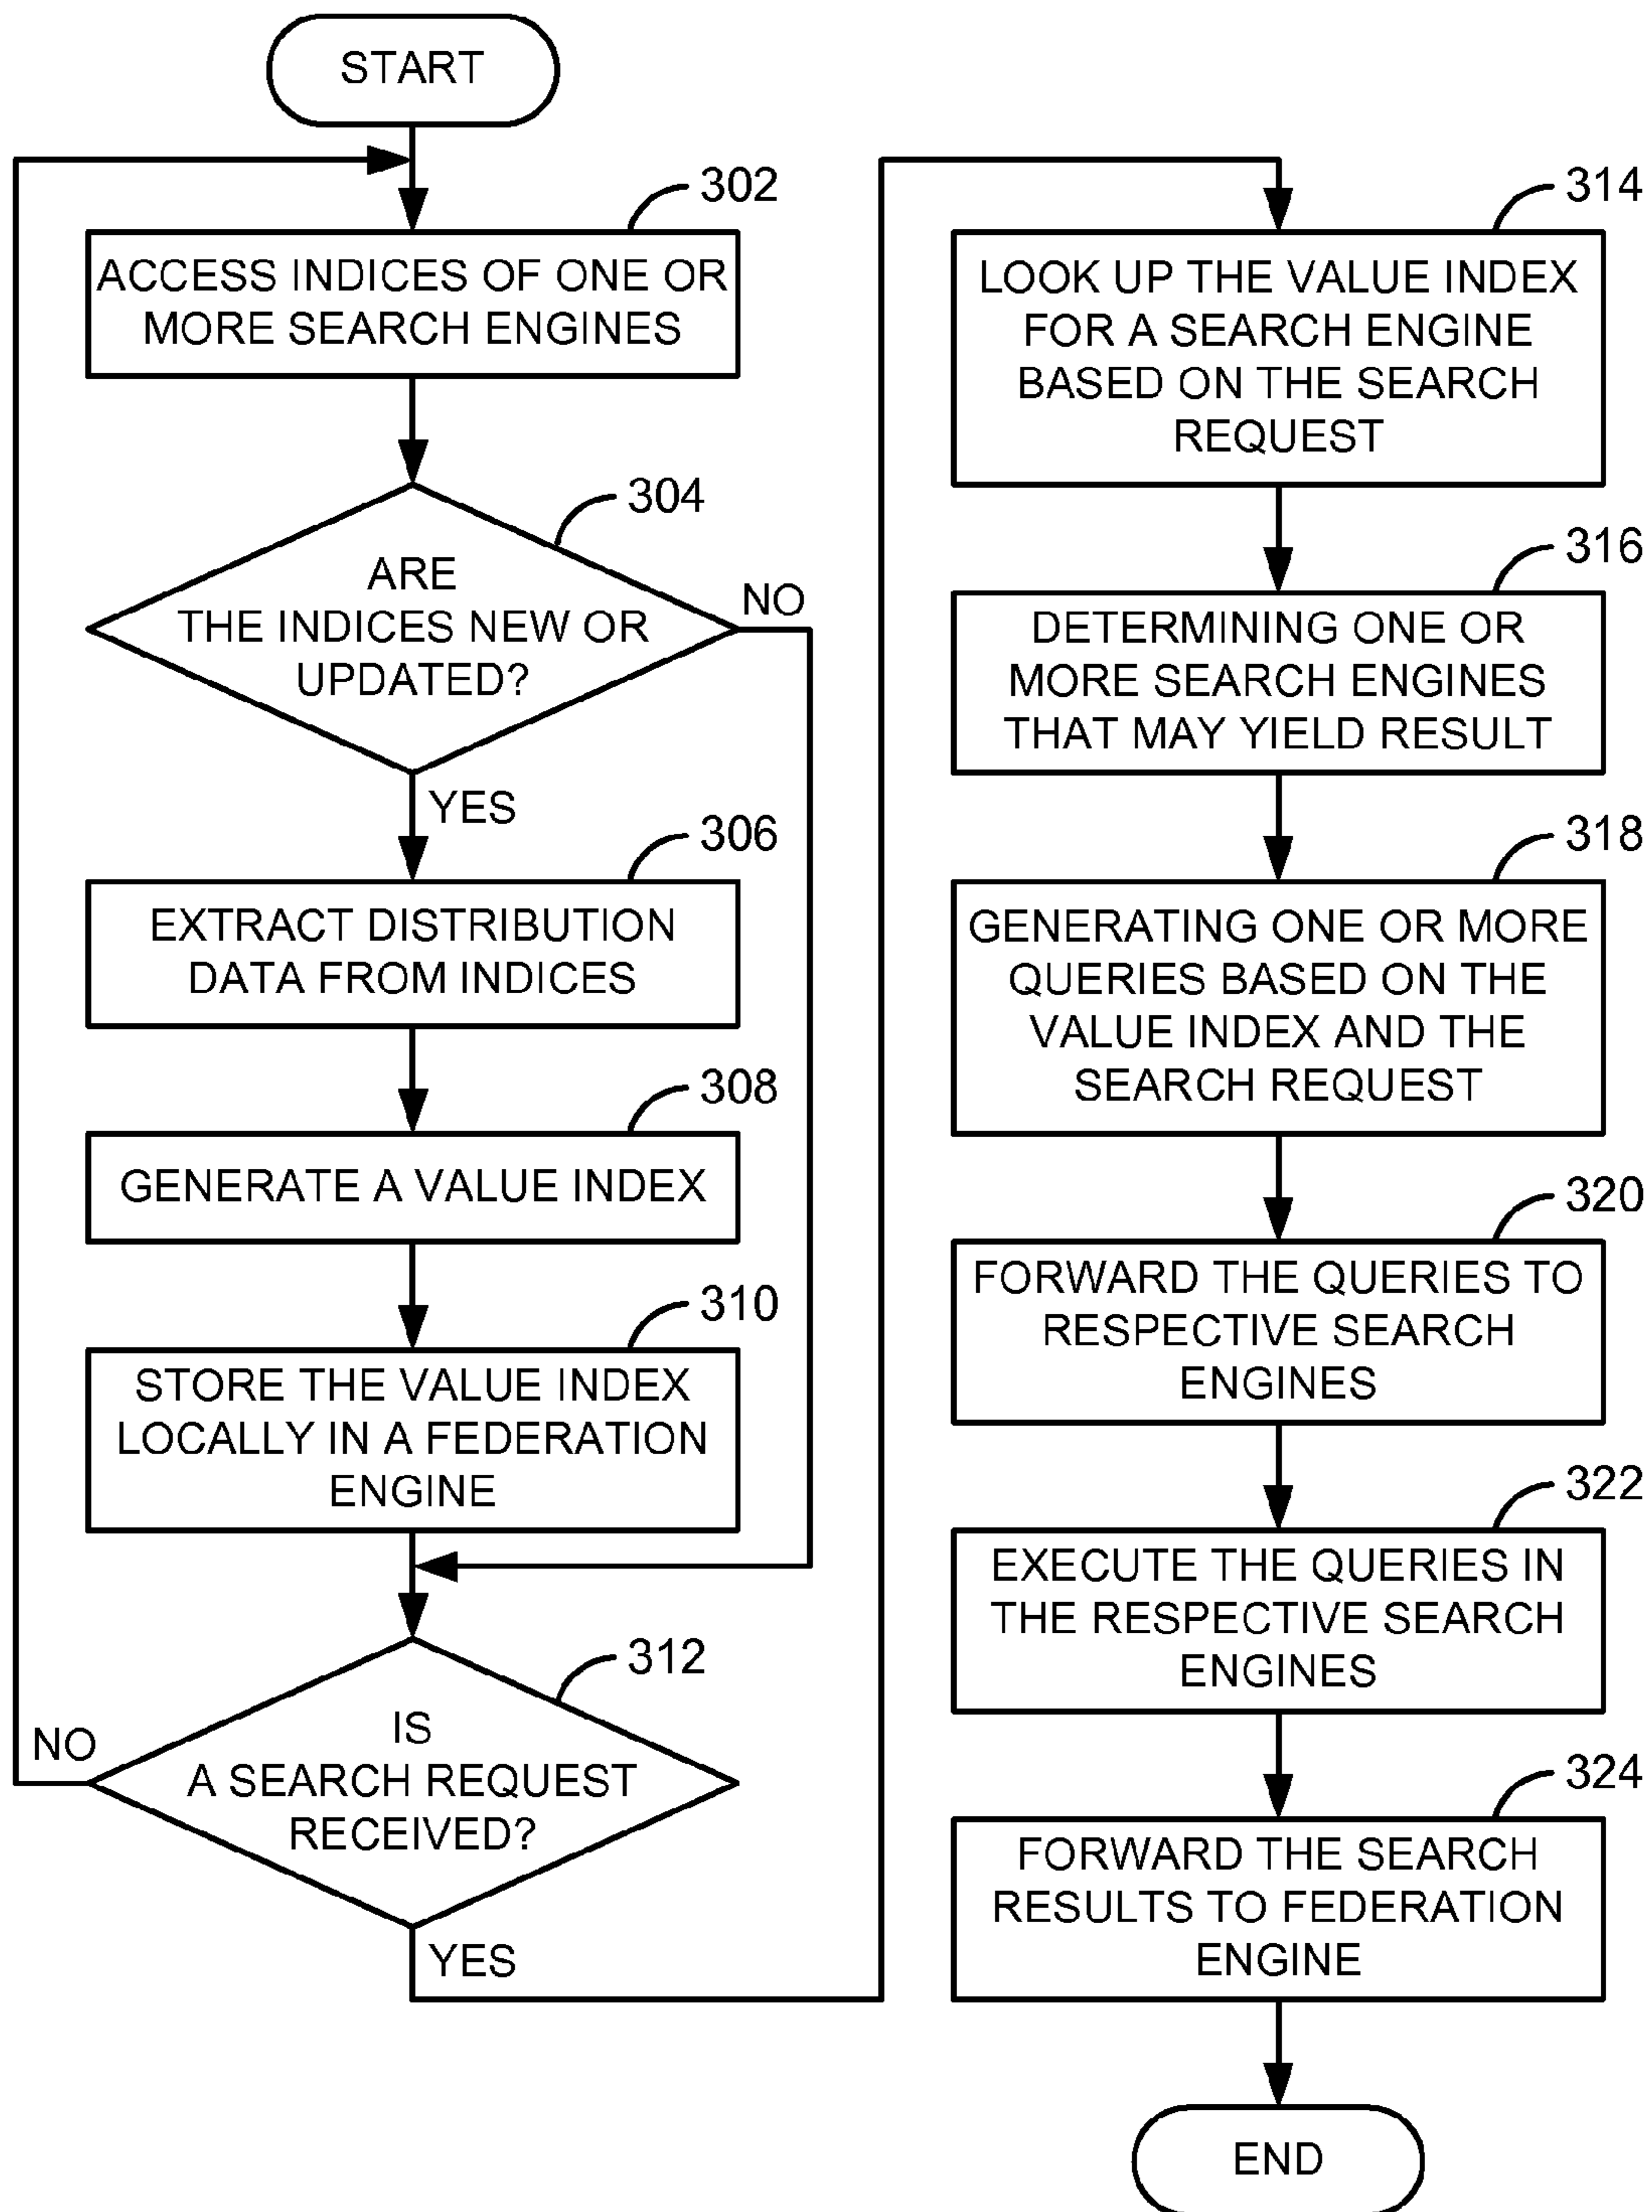 START
302
ACCESS INDICES OF ONE OR
MORE SEARCH ENGINES
304
ARE
THE INDICES NEW OR
UPDATED?
NO
YES
306
EXTRACT DISTRIBUTION
DATA FROM INDICES
308
GENERATE A VALUE INDEX
310
STORE THE VALUE INDEX
LOCALLY IN A FEDERATION
ENGINE
312
IS
A SEARCH REQUEST
RECEIVED?
NO
YES
314
LOOK UP THE VALUE INDEX
FOR A SEARCH ENGINE
BASED ON THE SEARCH
REQUEST
316
DETERMINING ONE OR
MORE SEARCH ENGINES
THAT MAY YIELD RESULT
318
GENERATING ONE OR MORE
QUERIES BASED ON THE
VALUE INDEX AND THE
SEARCH REQUEST
320
FORWARD THE QUERIES TO
RESPECTIVE SEARCH
ENGINES
322
EXECUTE THE QUERIES IN
THE RESPECTIVE SEARCH
ENGINES
324
FORWARD THE SEARCH
RESULTS TO FEDERATION
ENGINE
END